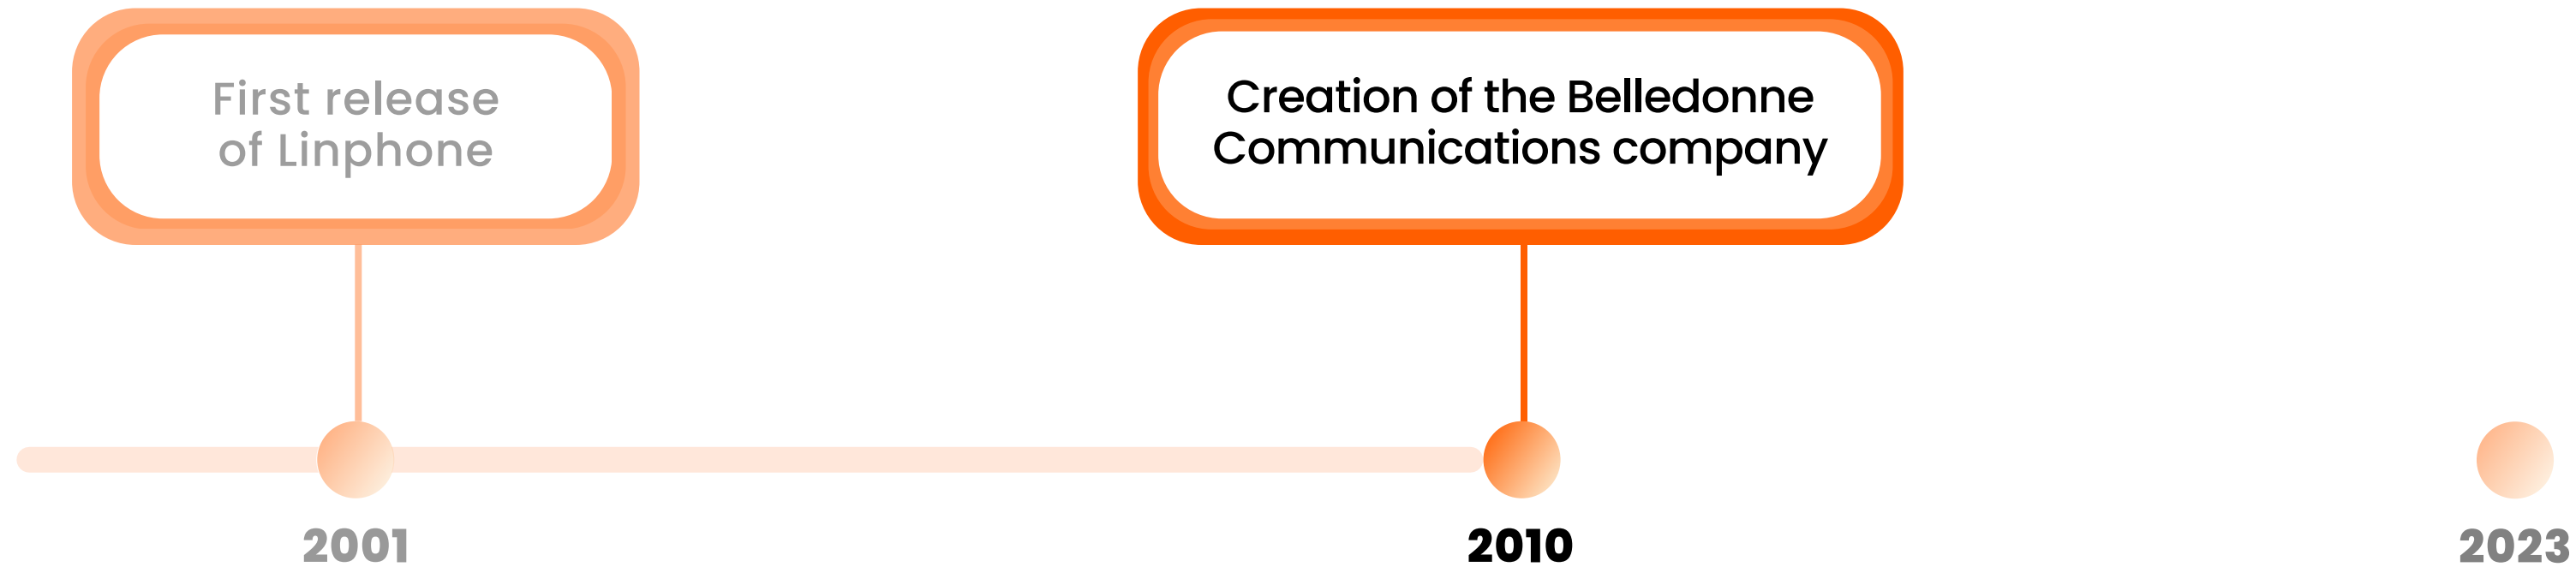 First release
of Linphone
Creation of the Belledonne
Communications company
2001
2010
2023